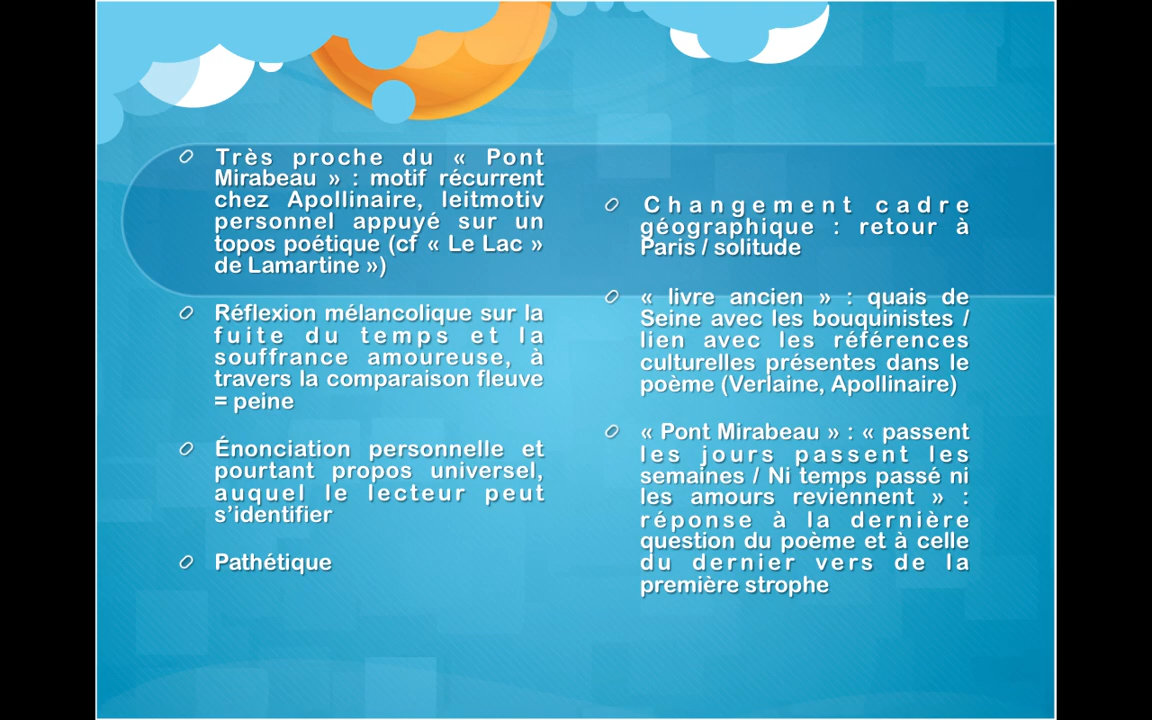 Très proche du « Pont
Mirabeau » : motif récurrent
chez Apollinaire, leitmotiv
personnel appuyé sur un
topos poétique (cf « Le Lac »
de Lamartine »)
Réflexion mélancolique sur la
fuite du temps et la
souffrance amoureuse, à
travers la comparaison fleuve
= peine
Énonciation personnelle et
pourtant propos universel,
auquel le lecteur peut
s’identifier
Pathétique
Changement cadre
géographique : retour à
Paris / solitude
« livre ancien » : quais de
Seine avec les bouquinistes /
lien avec les références
culturelles présentes dans le
poème (Verlaine, Apollinaire)
« Pont Mirabeau » : « passent
les jours passent les
semaines / Ni temps passé ni
les amours reviennent » :
réponse à la dernière
question du poème et à celle
du dernier vers de la
première strophe